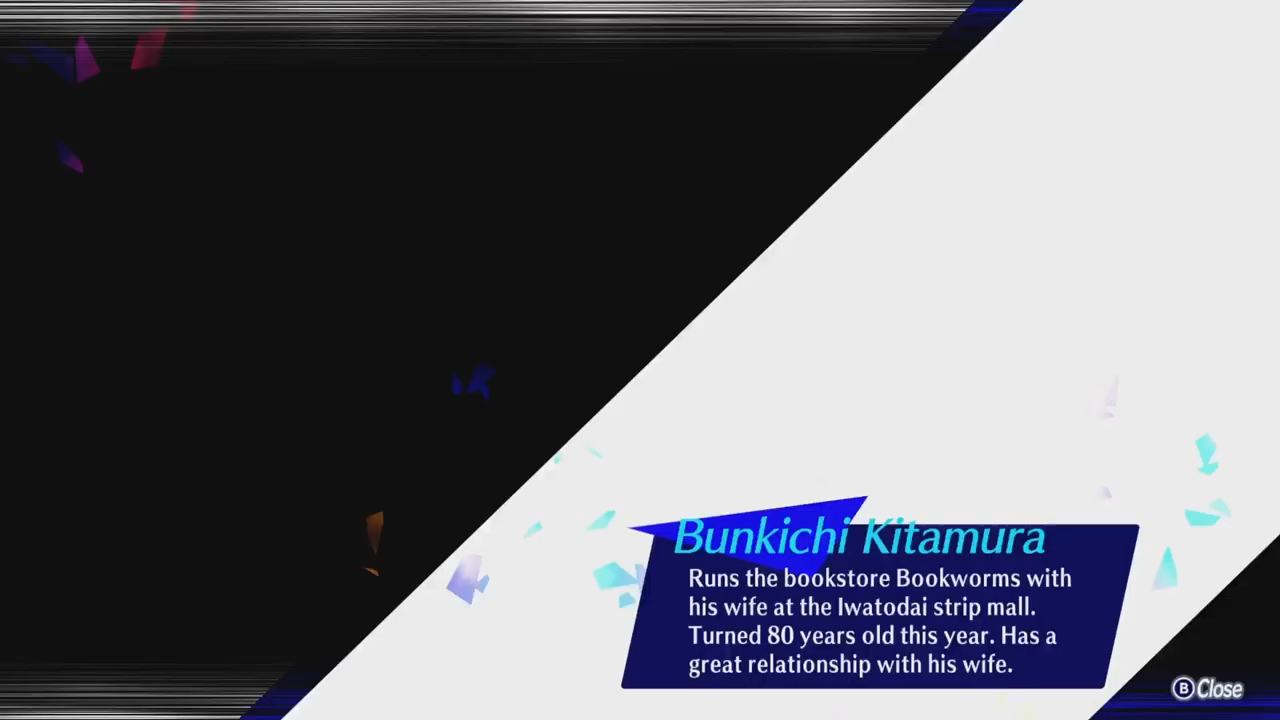 Bunkichi Kitamura
Runs the bookstore Bookworms with
his wife at the Iwatodai strip mall.
Turned 80 years old this year. Has a
great relationship with his wife.
B Close